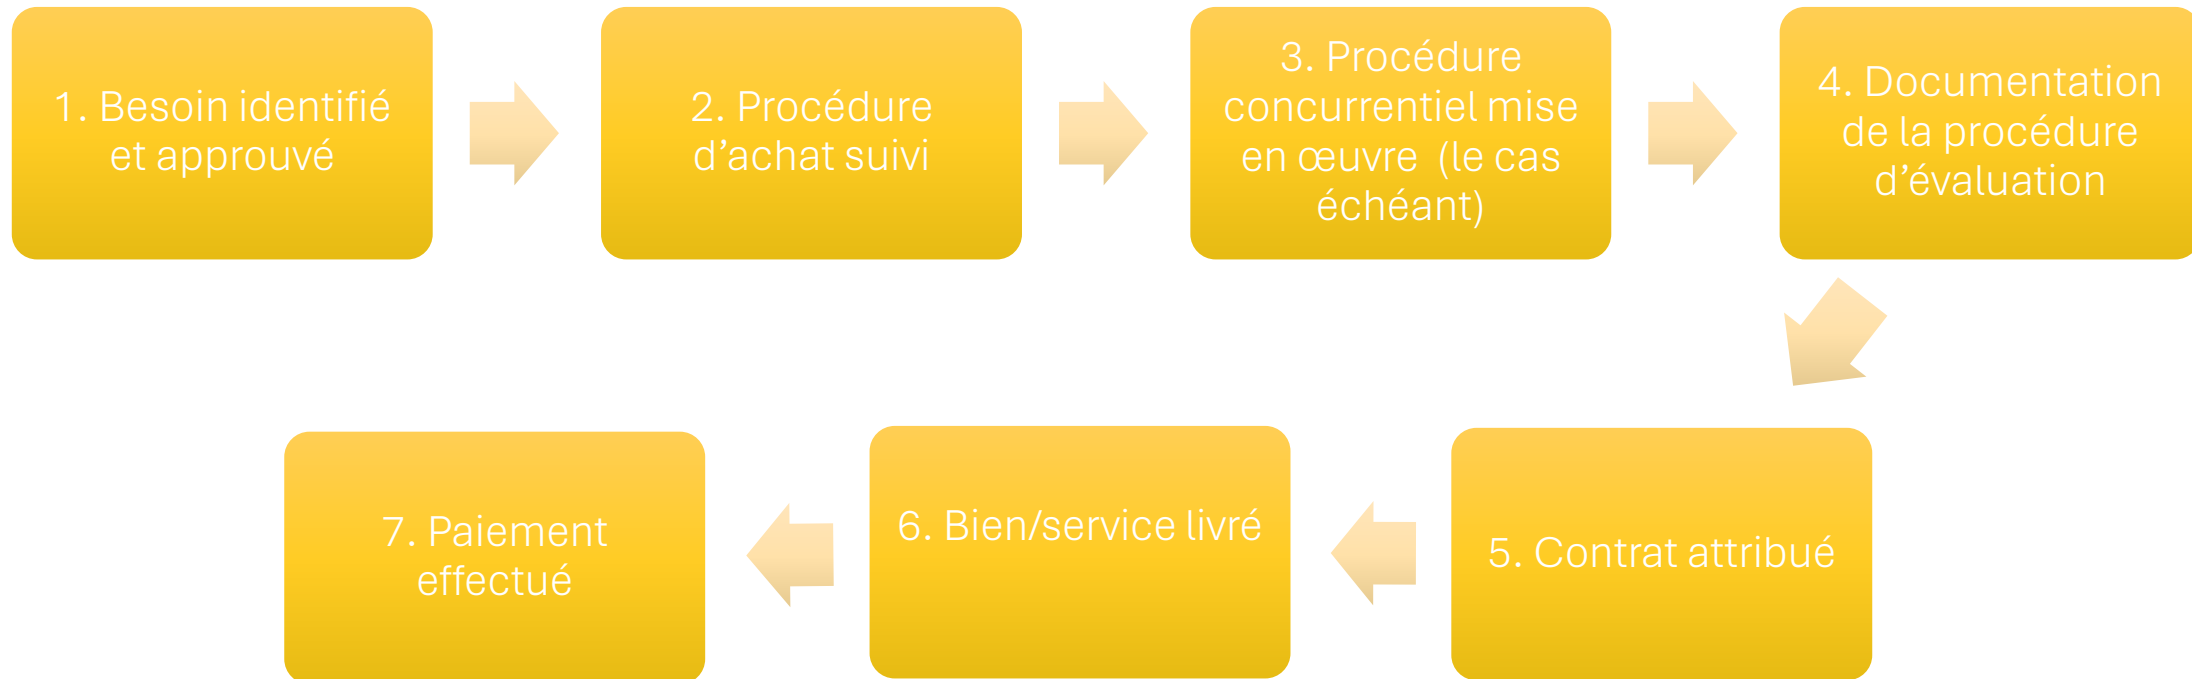 1. Besoin identifié
et approuvé
2. Procédure
d’achat suivi
3. Procédure
concurrentiel mise
en œuvre  (le cas
échéant)
4. Documentation
de la procédure
d’évaluation
5. Contrat attribué
6. Bien/service livré
7. Paiement
effectué